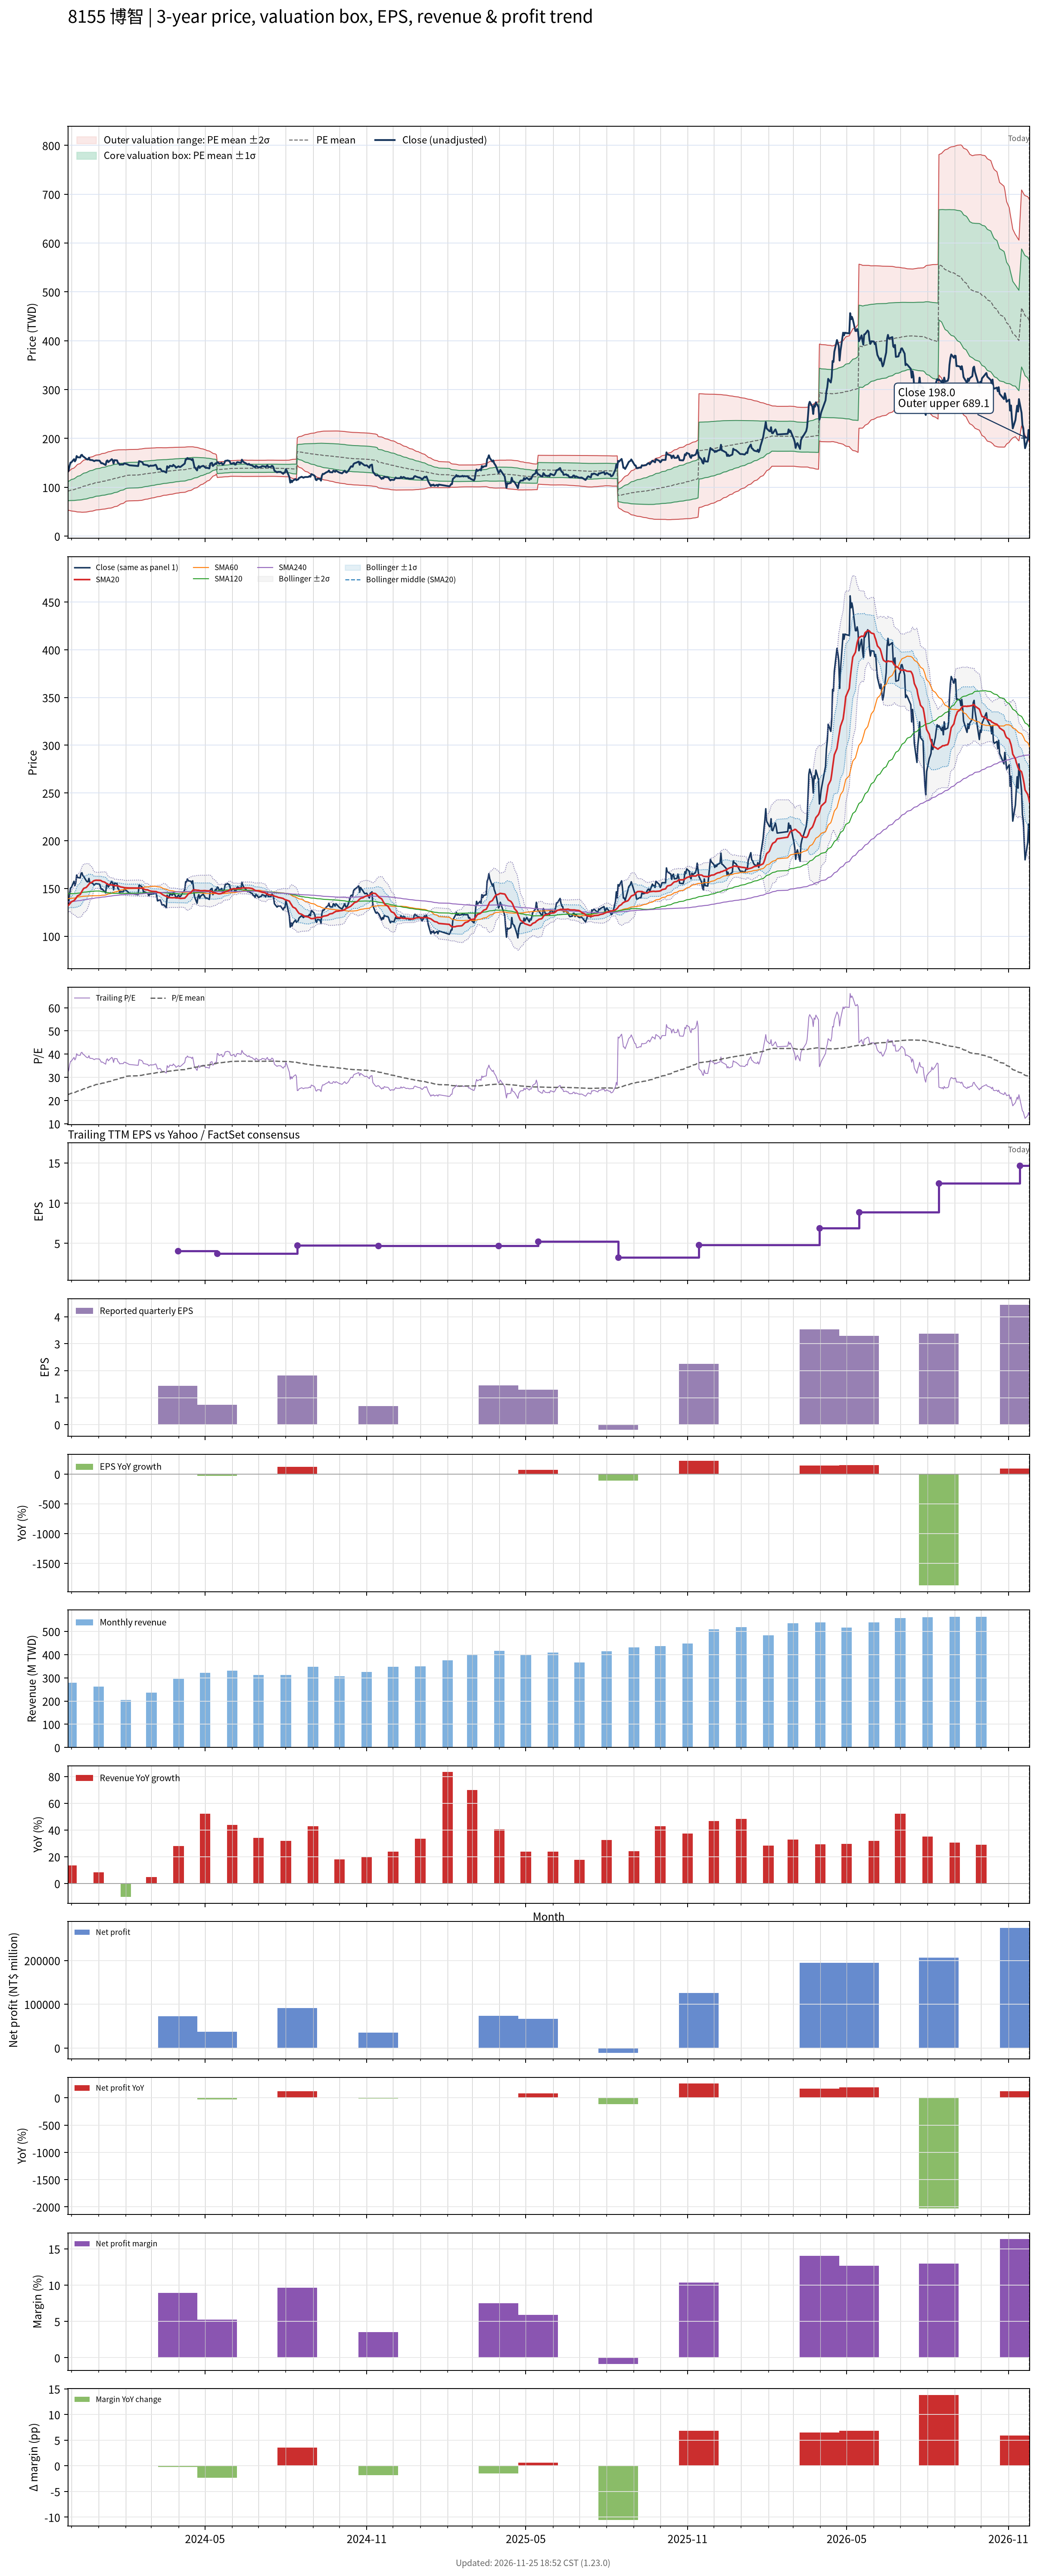 8155 博智 | 3-year price, valuation box, EPS, revenue & profit trend
Outer valuation range: PE mean ±2σ
Core valuation box: PE mean ±1σ
PE mean
Close (unadjusted)
Today
Price (TWD)
800
700
600
500
400
300
200
100
0
Close 198.0
Outer upper 689.1
Close (same as panel 1)
SMA20
SMA60
SMA120
SMA240
Bollinger ±2σ
Bollinger ±1σ
Bollinger middle (SMA20)
Price
450
400
350
300
250
200
150
100
Trailing P/E
P/E mean
P/E
60
50
40
30
20
10
Trailing TTM EPS vs Yahoo / FactSet consensus
Today
EPS
15
10
5
Reported quarterly EPS
EPS
4
3
2
1
0
EPS YoY growth
YoY (%)
0
-500
-1000
-1500
Monthly revenue
Revenue (M TWD)
500
400
300
200
100
0
Revenue YoY growth
YoY (%)
80
60
40
20
0
Month
Net profit
Net profit (NT$ million)
200000
100000
0
Net profit YoY
YoY (%)
0
-500
-1000
-1500
-2000
Net profit margin
Margin (%)
15
10
5
0
Margin YoY change
Δ margin (pp)
15
10
5
0
-5
-10
2024-05
2024-11
2025-05
2025-11
2026-05
2026-11
Updated: 2026-11-25 18:52 CST (1.23.0)